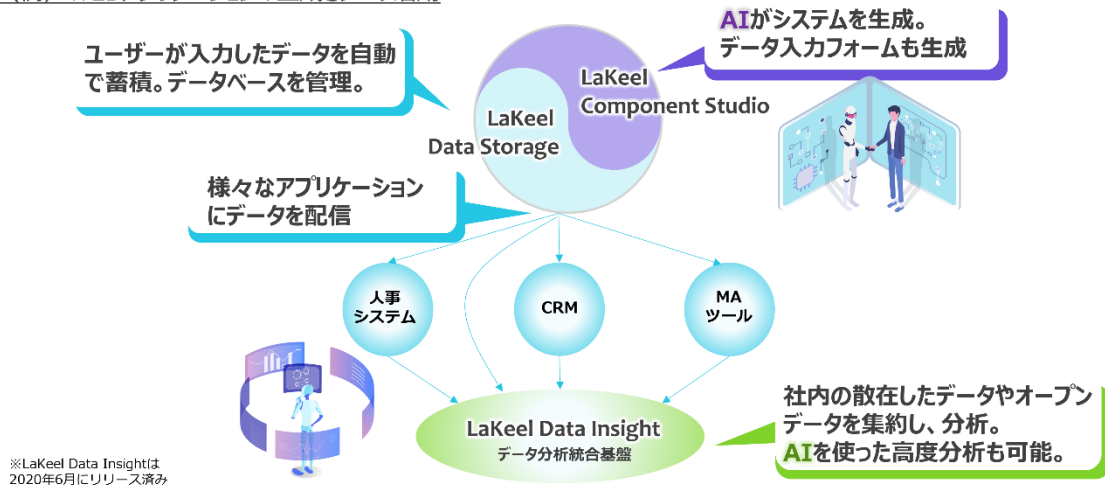 ユーザーが入力したデータを自動
で蓄積。データベースを管理。
AIがシステムを生成。
データ入力フォームも生成
LaKeel
Component Studio
LaKeel
Data Storage
様々なアプリケーション
にデータを配信
人事
システム
CRM
MA
ツール
LaKeel Data Insight
データ分析統合基盤
社内の散在したデータやオープン
データを集約し、分析。
AIを使った高度分析も可能。
※LaKeel Data Insightは
2020年6月にリリース済み